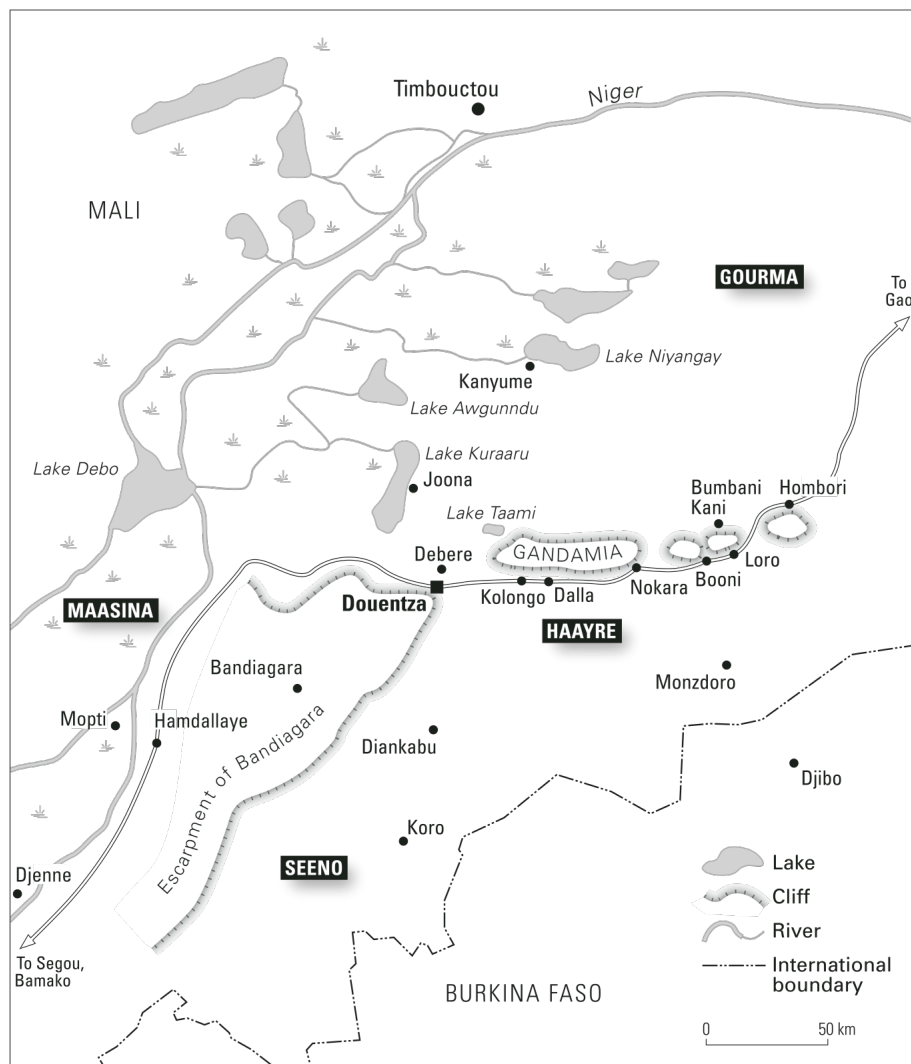 Timbouctou
Niger
MALI
GOURMA
To
Gao
Lake Niyangay
Kanyume
Lake Awgunndu
Lake Debo
Lake Kuraaru
Joona
Bumbani
Kani
Hombori
Lake Taami
Debere
GANDAMIA
Loro
MAASINA
Douentza
Kolongo
Dalla
Nokara
Booni
HAAYRE
Bandiagara
Monzdoro
Mopti
Hamdallaye
Escarpment of Bandiagara
Diankabu
Djibo
Koro
Djenne
SEENO
Lake
Cliff
River
To Segou,
Bamako
International
boundary
BURKINA FASO
0 50 km